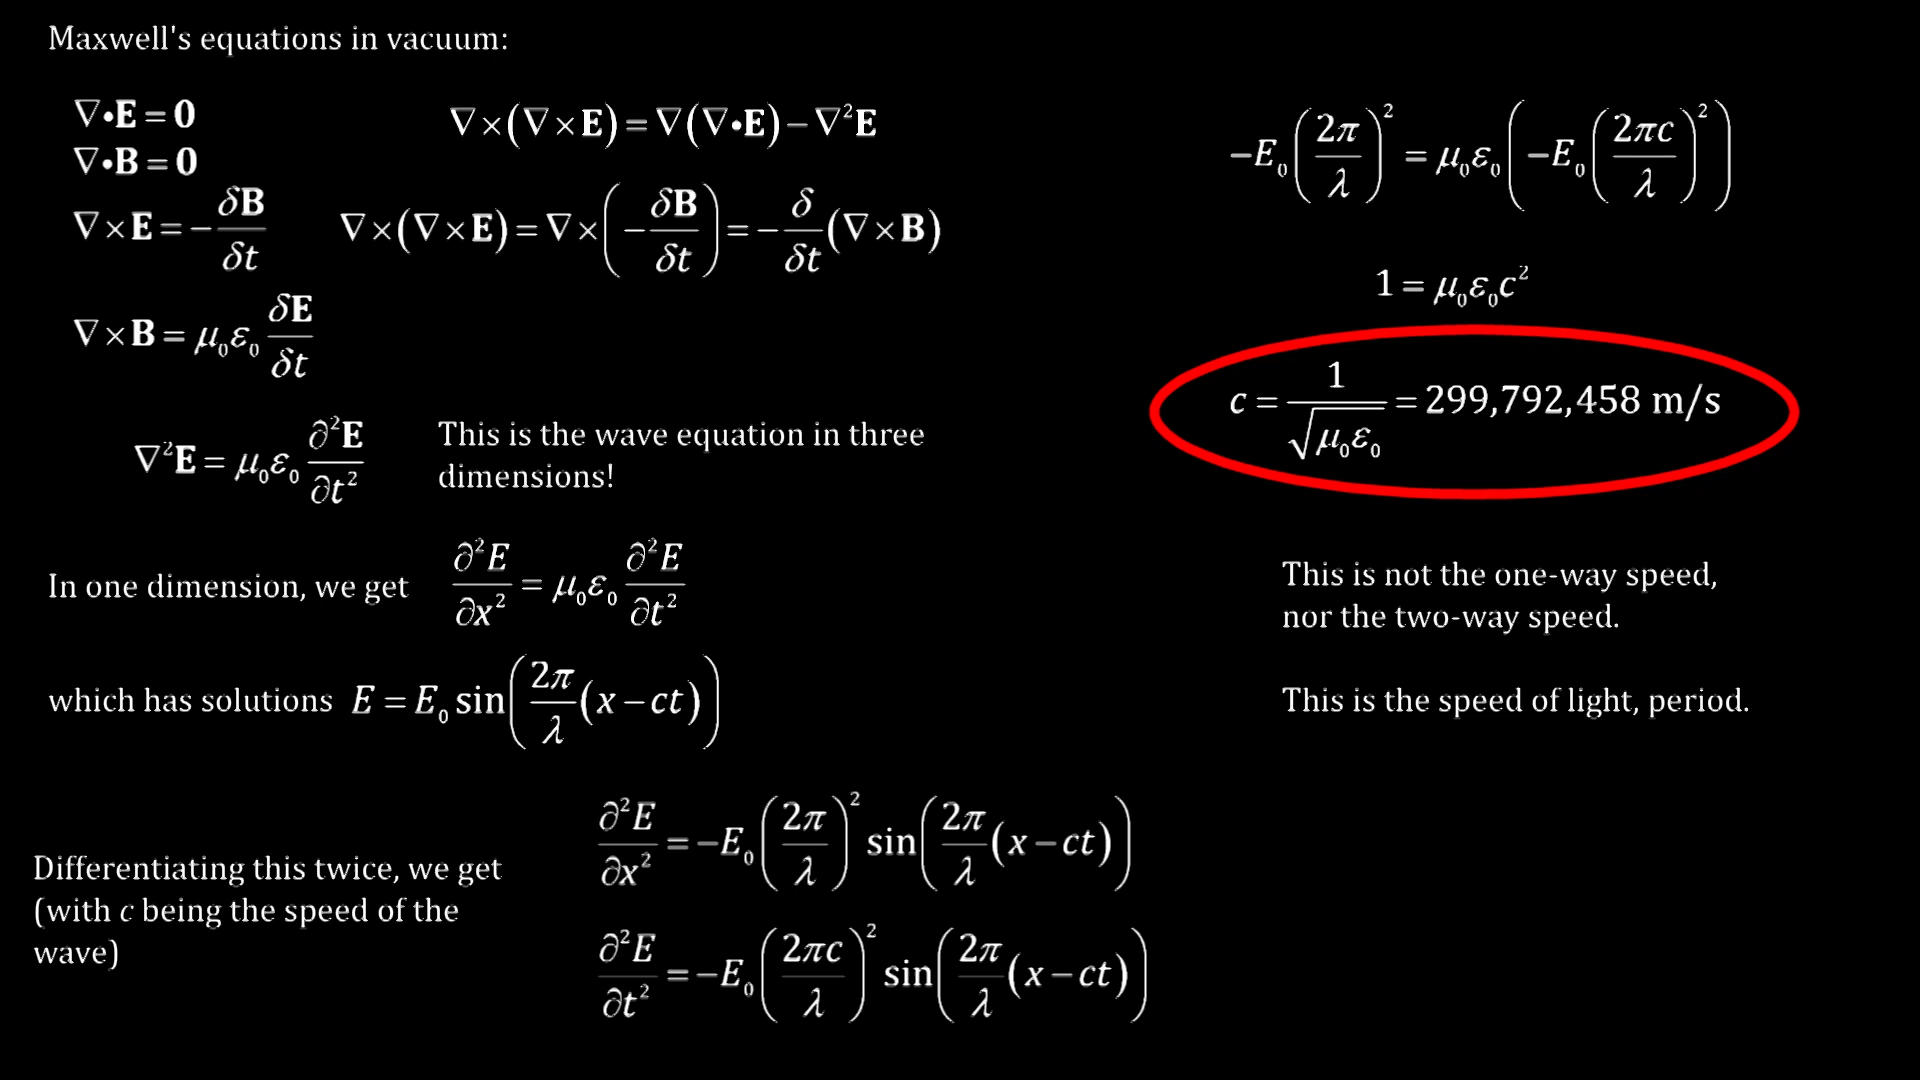 Maxwell's equations in vacuum:
∇•E = 0
∇•B = 0
∇×E = −δB/δt
∇×B = μ₀ε₀ δE/δt
∇×(∇×E) = ∇(∇•E) − ∇²E
∇×(∇×E) = ∇×(−δB/δt) = −δ/δt (∇×B)
∇²E = μ₀ε₀ ∂²E/∂t²
This is the wave equation in three
dimensions!
In one dimension, we get ∂²E/∂x² = μ₀ε₀ ∂²E/∂t²
which has solutions E = E₀ sin(2π/λ (x − ct))
Differentiating this twice, we get
(with c being the speed of the
wave)
∂²E/∂x² = −E₀(2π/λ)² sin(2π/λ (x − ct))
∂²E/∂t² = −E₀(2πc/λ)² sin(2π/λ (x − ct))
−E₀(2π/λ)² = μ₀ε₀(−E₀(2πc/λ)²)
1 = μ₀ε₀c²
c = 1/√(μ₀ε₀) = 299,792,458 m/s
This is not the one-way speed,
nor the two-way speed.
This is the speed of light, period.